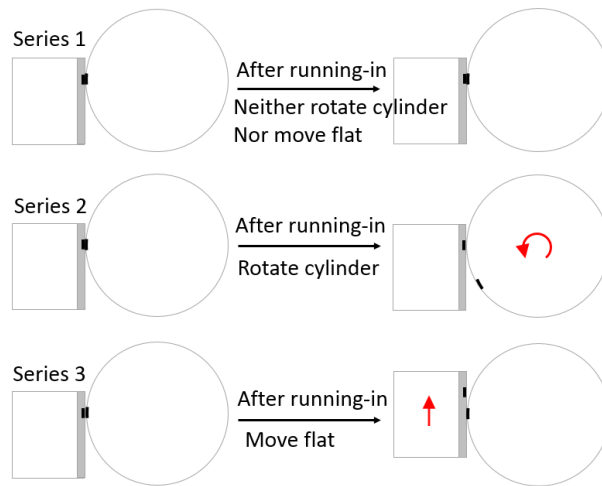 Series 1
After running-in
Neither rotate cylinder
Nor move flat
Series 2
After running-in
Rotate cylinder
Series 3
After running-in
Move flat